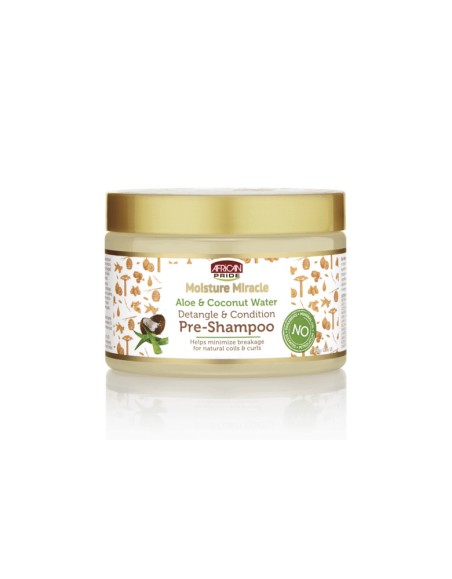 AFRICAN
PRIDE
Moisture Miracle
Aloe & Coconut Water
Detangle & Condition
Pre-Shampoo
Helps minimize breakage
for natural coils & curls
NO